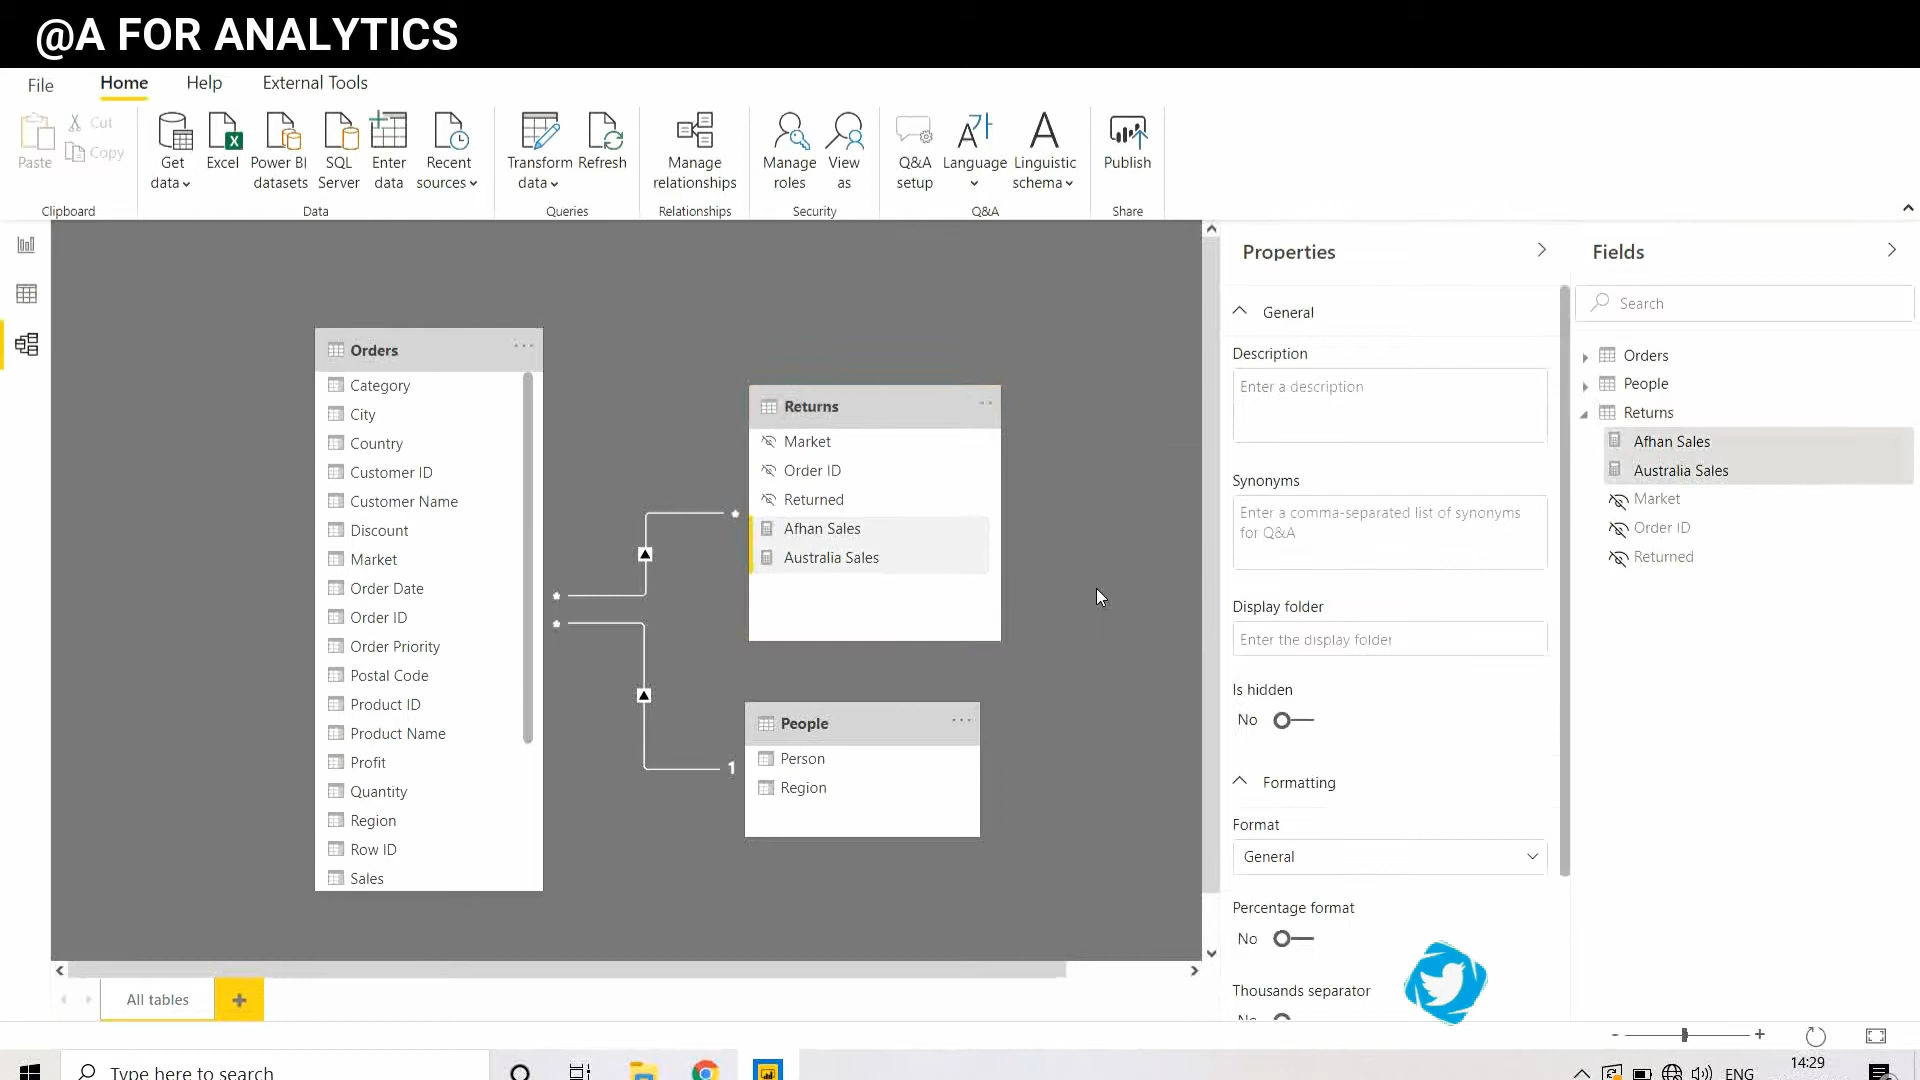 @A FOR ANALYTICS
File Home Help External Tools
Paste
Cut
Copy
Clipboard
Get data
Excel
Power BI datasets
SQL Server
Enter data
Recent sources
Data
Transform data
Refresh
Queries
Manage relationships
Relationships
Manage roles
View as
Security
Q&A setup
Language
Linguistic schema
Q&A
Publish
Share
Orders
Category
City
Country
Customer ID
Customer Name
Discount
Market
Order Date
Order ID
Order Priority
Postal Code
Product ID
Product Name
Profit
Quantity
Region
Row ID
Sales
Returns
Market
Order ID
Returned
Afhan Sales
Australia Sales
*
*
*
1
People
Person
Region
All tables
Properties
General
Description
Enter a description
Synonyms
Enter a comma-separated list of synonyms
for Q&A
Display folder
Enter the display folder
Is hidden
No
Formatting
Format
General
Percentage format
No
Thousands separator
No
Fields
Search
Orders
People
Returns
Afhan Sales
Australia Sales
Market
Order ID
Returned
Type here to search
ENG
14:29